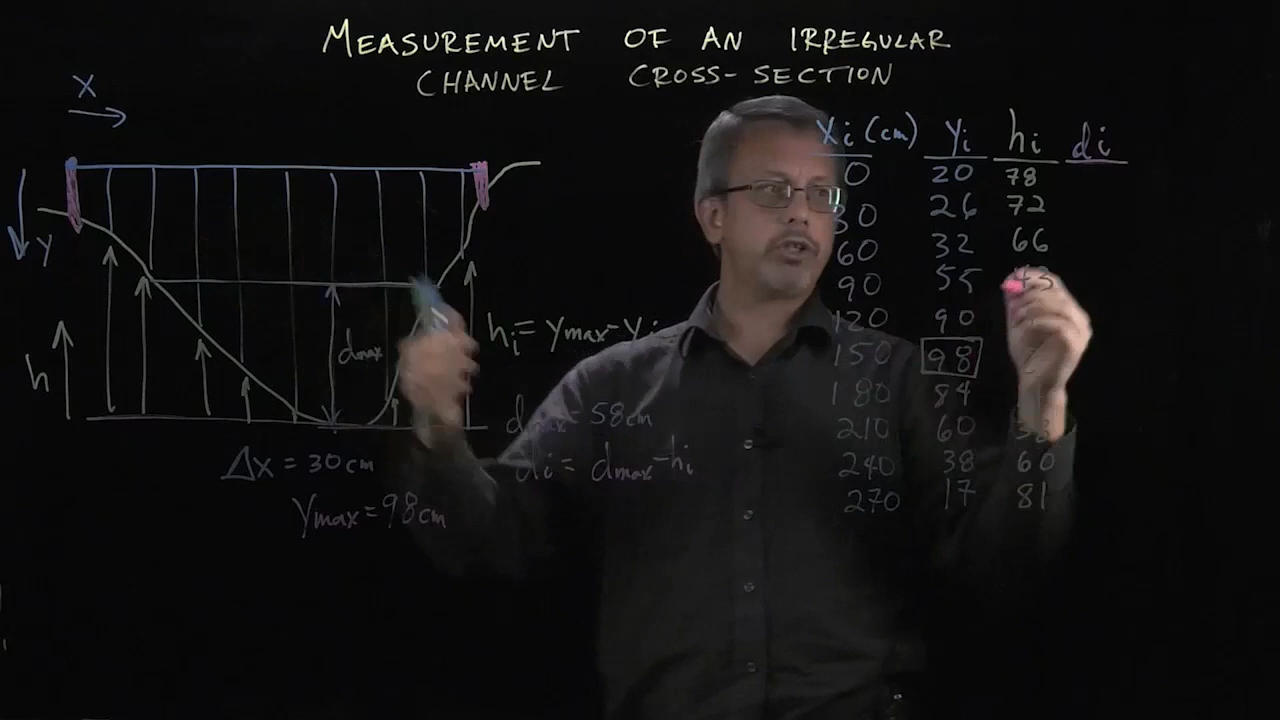 MEASUREMENT OF AN IRREGULAR
CHANNEL CROSS-SECTION
X
Y
h
dmax
Δx = 30cm
Ymax = 98cm
hi = Ymax - Yi
dmax = 58cm
di = dmax - hi
Xi (cm) Yi hi di
0 20 78
30 26 72
60 32 66
90 55 43
120 90
150 98
180 84
210 60 38
240 38 60
270 17 81